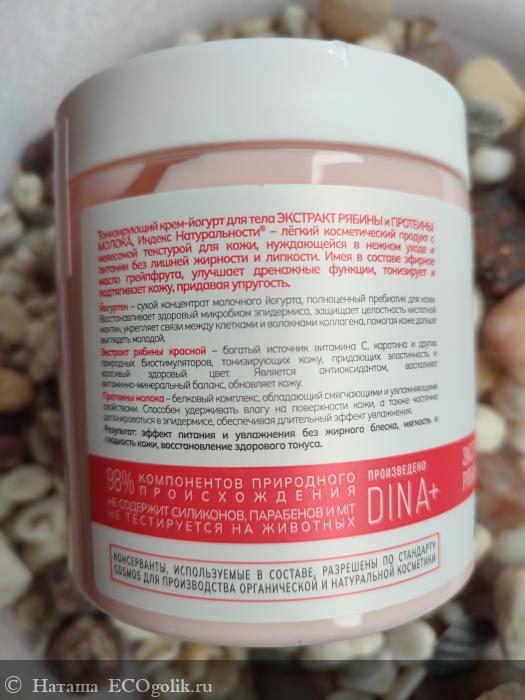 Тонизирующий крем-йогурт для тела ЭКСТРАКТ РЯБИНЫ и ПРОТЕИНЫ
МОЛОКА, Индекс Натуральности® – лёгкий косметический продукт с
невесомой текстурой для кожи, нуждающейся в нежном уходе и
питании без лишней жирности и липкости. Имея в составе эфирное
масло грейпфрута, улучшает дренажные функции, тонизирует и
подтягивает кожу, придавая упругость.
Йогуртен – сухой концентрат молочного йогурта, полноценный пребиотик для кожи.
Восстанавливает здоровый микробиом эпидермиса, защищает целостность кислотной
мантии, укрепляет связи между клетками и волокнами коллагена, помогая коже дольше
выглядеть молодой.
Экстракт рябины красной – богатый источник витамина С, каротина и других
природных биостимуляторов, тонизирующих кожу, придающих эластичность и
красивый здоровый цвет. Является антиоксидантом, восполняет
витаминно-минеральный баланс, обновляет кожу.
Протеины молока – белковый комплекс, обладающий смягчающими и увлажняющими
свойствами. Способен удерживать влагу на поверхности кожи, а также частично
депонироваться в эпидермисе, обеспечивая длительный эффект увлажнения.
Результат: эффект питания и увлажнения без жирного блеска, мягкость и
гладкость кожи, восстановление здорового тонуса.
98% КОМПОНЕНТОВ ПРИРОДНОГО
ПРОИСХОЖДЕНИЯ
НЕ СОДЕРЖИТ СИЛИКОНОВ, ПАРАБЕНОВ И MIT
НЕ ТЕСТИРУЕТСЯ НА ЖИВОТНЫХ
ПРОИЗВЕДЕНО
DINA+
КОНСЕРВАНТЫ, ИСПОЛЬЗУЕМЫЕ В СОСТАВЕ, РАЗРЕШЕНЫ ПО СТАНДАРТУ
COSMOS ДЛЯ ПРОИЗВОДСТВА ОРГАНИЧЕСКОЙ И НАТУРАЛЬНОЙ КОСМЕТИКИ
© Наташа ECOgolik.ru